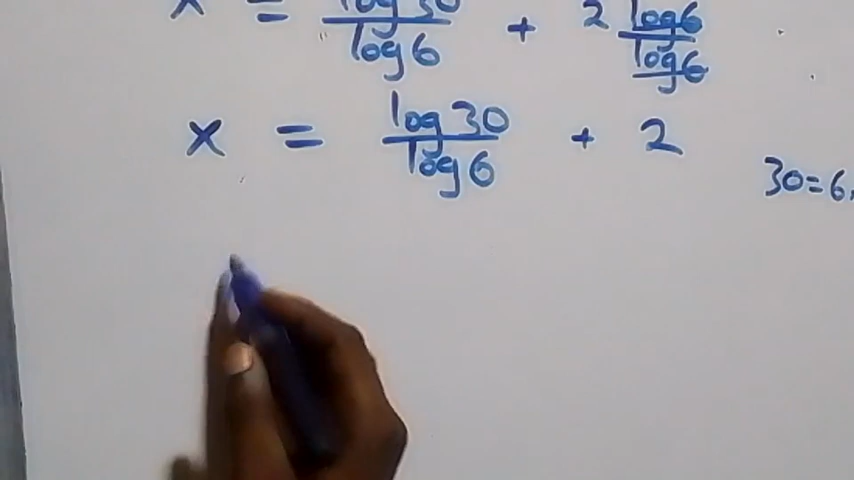 x = log 30 / log 6 + 2 log 6 / log 6
x = log 30 / log 6 + 2
30 = 6